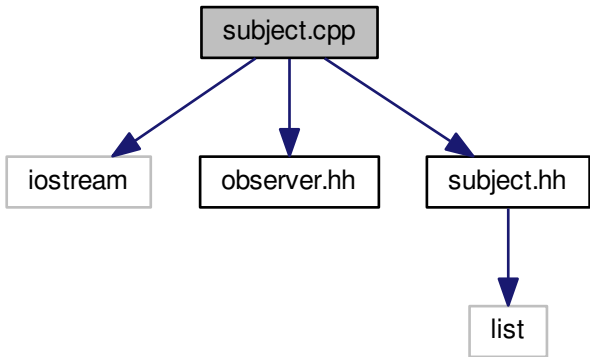 subject.cpp
iostream
observer.hh
subject.hh
list